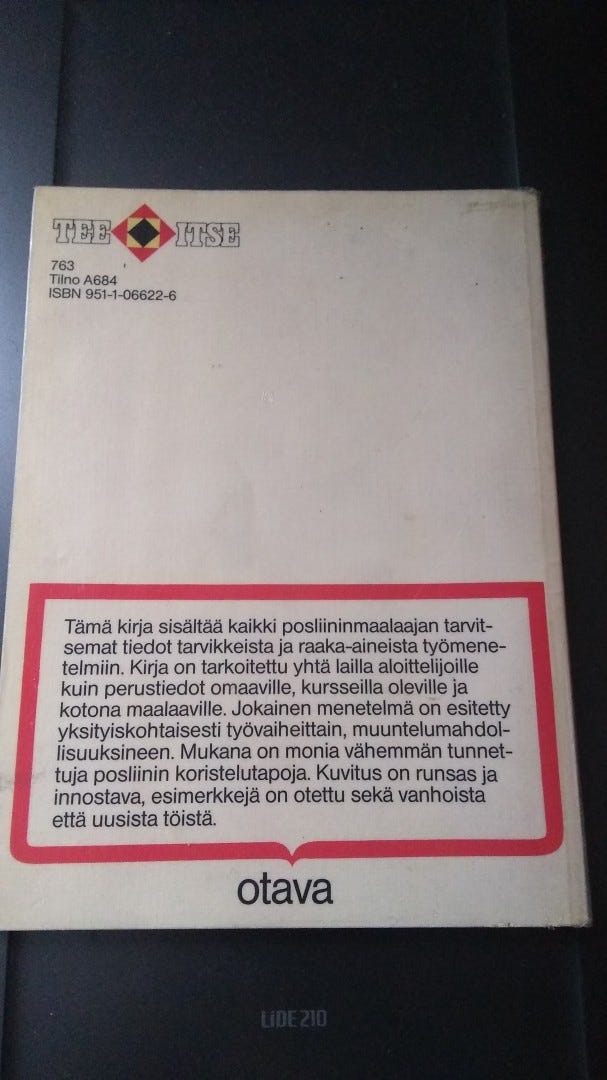 TEE ITSE
763
Tilno A684
ISBN 951-1-06622-6
Tämä kirja sisältää kaikki posliininmaalaajan tarvit-
semat tiedot tarvikkeista ja raaka-aineista työmene-
telmiin. Kirja on tarkoitettu yhtä lailla aloittelijoille
kuin perustiedot omaaville, kursseilla oleville ja
kotona maalaaville. Jokainen menetelmä on esitetty
yksityiskohtaisesti työvaiheittain, muuntelumahdol-
lisuuksineen. Mukana on monia vähemmän tunnet-
tuja posliinin koristelutapoja. Kuvitus on runsas ja
innostava, esimerkkejä on otettu sekä vanhoista
että uusista töistä.
otava
LiDE 210